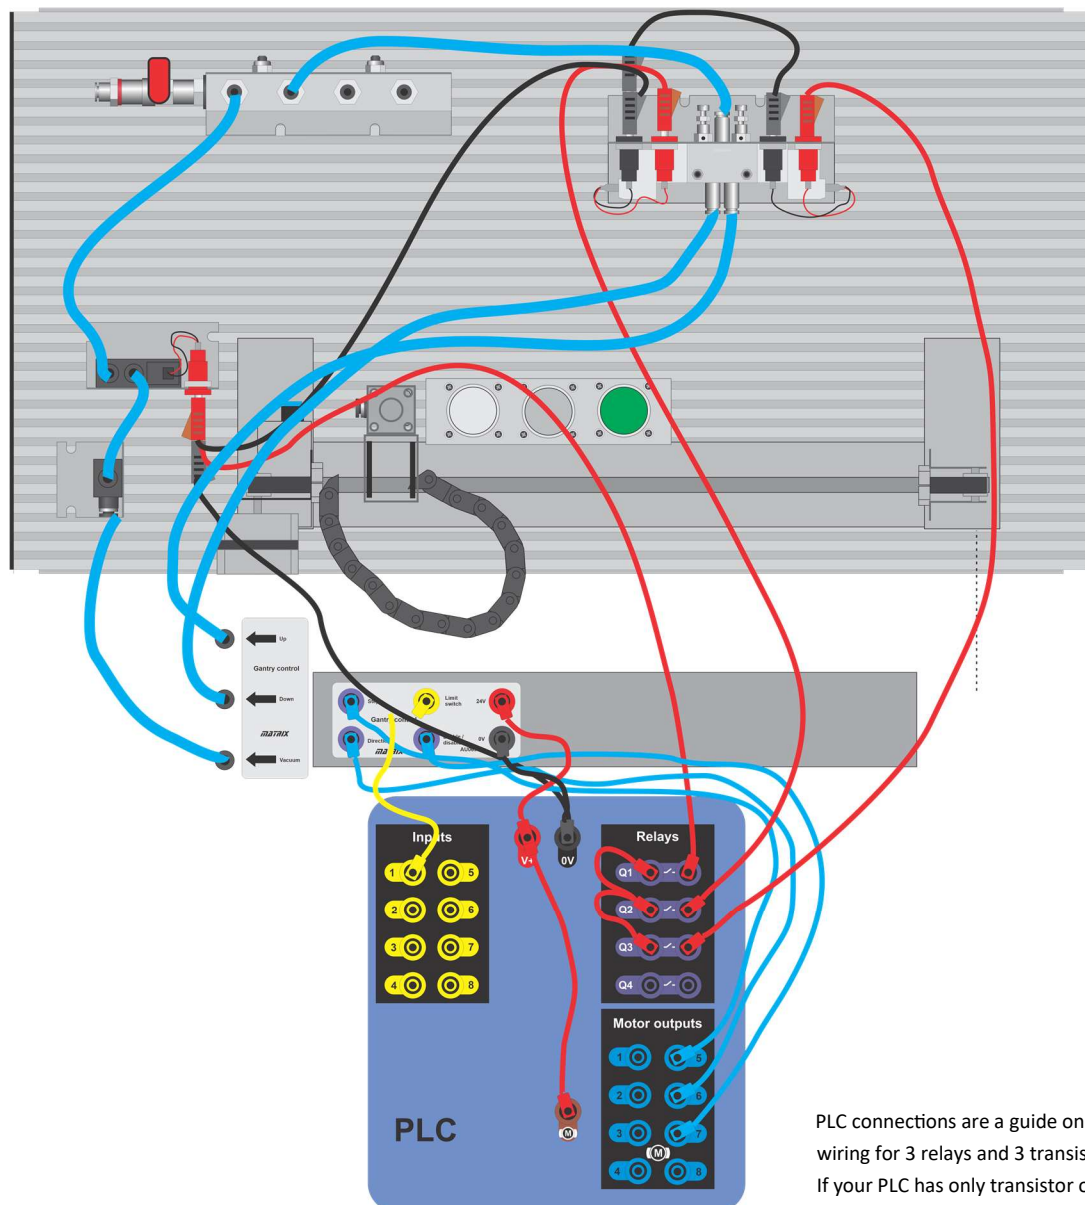 Up
Gantry control
Down
MATRIX
Vacuum
Limit
switch
24V
Gantry
0V
MATRIX
Inputs
V+
0V
Relays
1
5
Q1
2
6
Q2
3
7
Q3
4
8
Q4
Motor outputs
1
5
2
6
PLC
M
3
7
M
4
8
PLC connections are a guide on
wiring for 3 relays and 3
If your PLC has only transistor